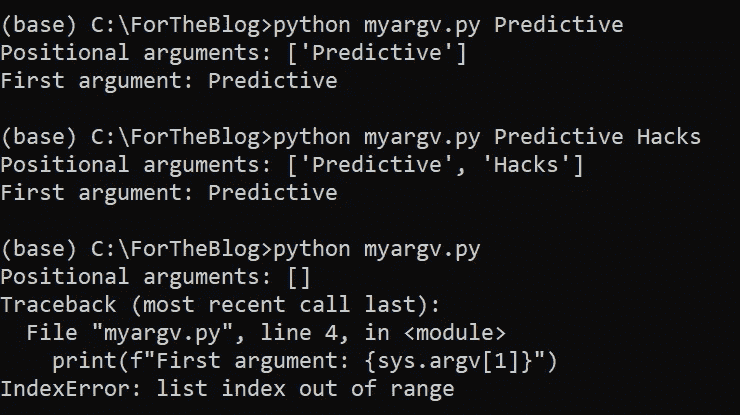 (base) C:\ForTheBlog>python myargv.py Predictive
Positional arguments: ['Predictive']
First argument: Predictive
(base) C:\ForTheBlog>python myargv.py Predictive Hacks
Positional arguments: ['Predictive', 'Hacks']
First argument: Predictive
(base) C:\ForTheBlog>python myargv.py
Positional arguments: []
Traceback (most recent call last):
  File "myargv.py", line 4, in <module>
    print(f"First argument: {sys.argv[1]}")
IndexError: list index out of range